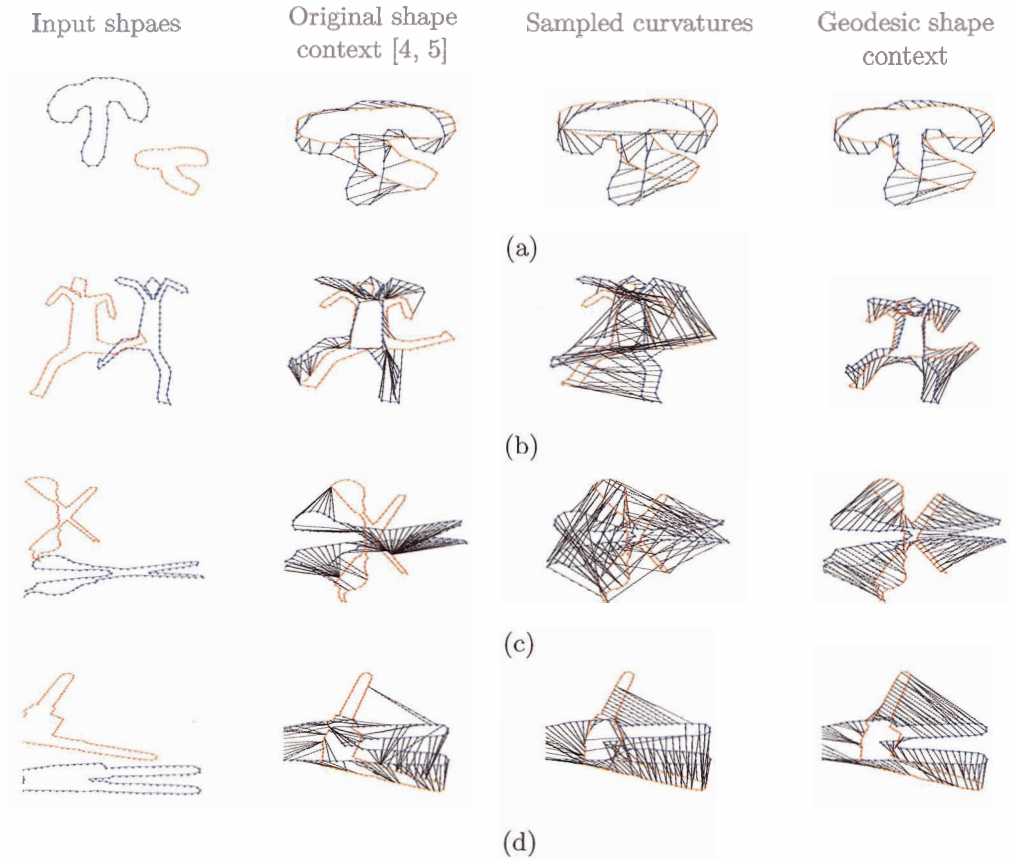 Input shpaes
Original shape
context [4, 5]
Sampled curvatures
Geodesic shape
context
(a)
(b)
(c)
(d)